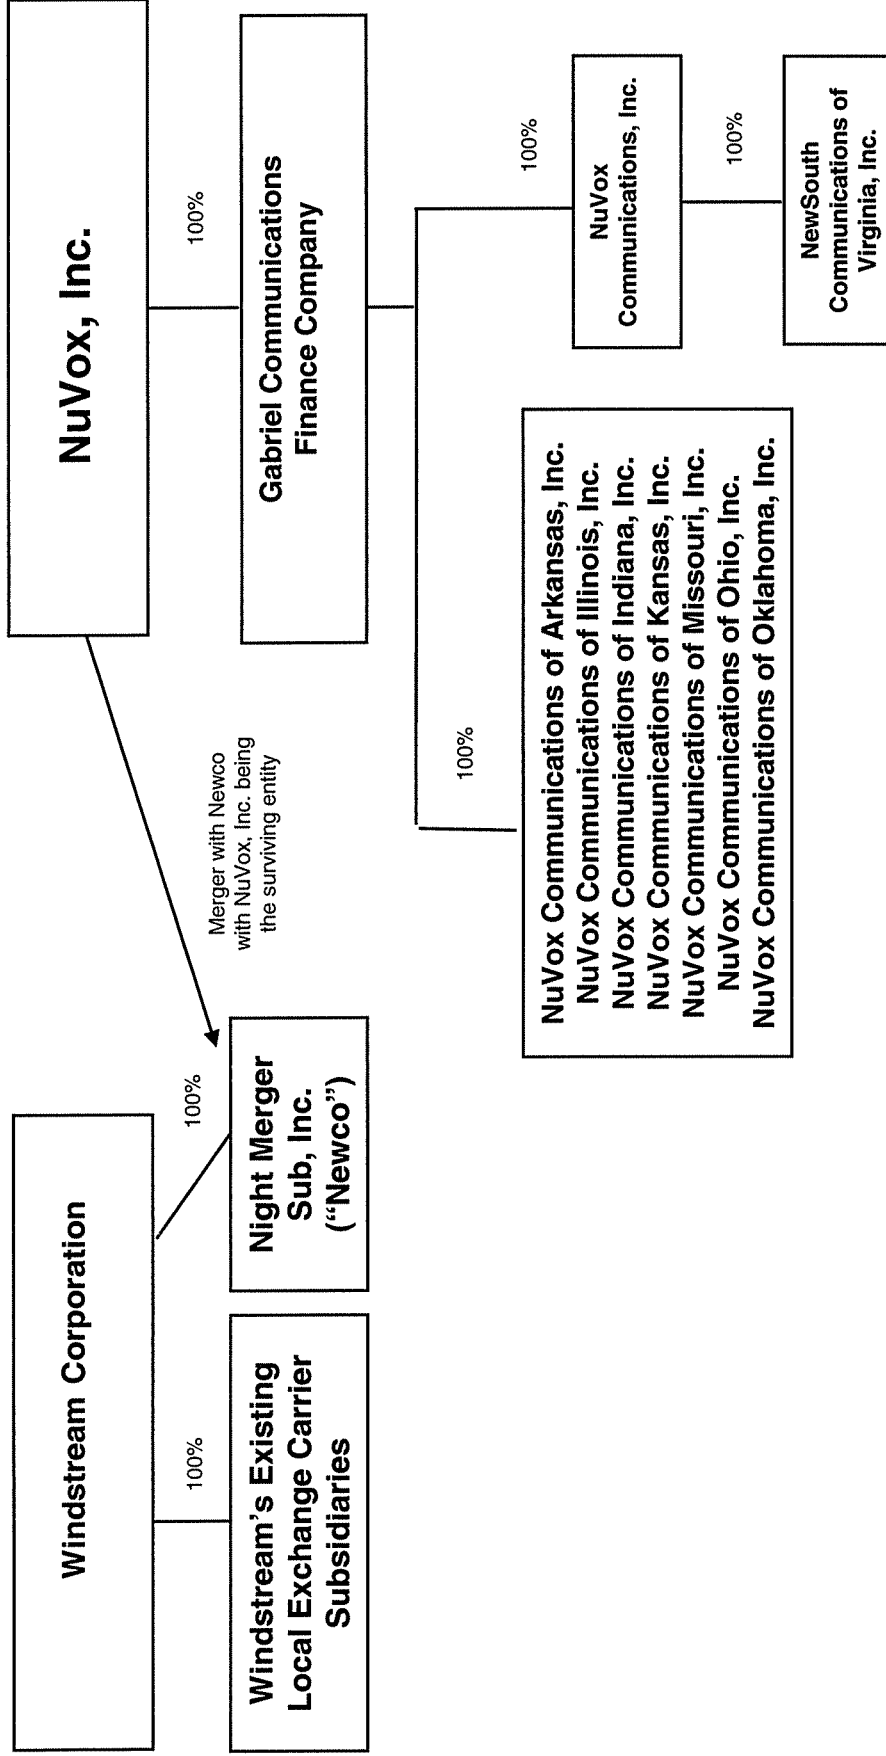 Windstream Corporation
NuVox, Inc.
100%
100%
100%
Windstream's Existing
Local Exchange Carrier
Subsidiaries
Night Merger
Sub, Inc.
(“Newco”)
Merger with Newco
with NuVox, Inc. being
the surviving entity
Gabriel Communications
Finance Company
100%
100%
NuVox Communications of Arkansas, Inc.
NuVox Communications of Illinois, Inc.
NuVox Communications of Indiana, Inc.
NuVox Communications of Kansas, Inc.
NuVox Communications of Missouri, Inc.
NuVox Communications of Ohio, Inc.
NuVox Communications of Oklahoma, Inc.
NuVox
Communications, Inc.
100%
NewSouth
Communications of
Virginia, Inc.